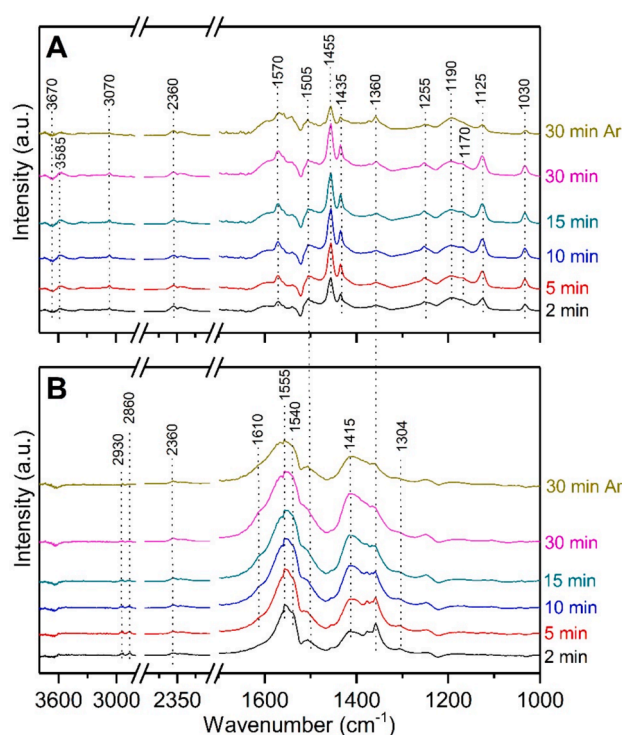 A
3670
3585
3070
2360
1570
1505
1455
1435
1360
1255
1190
1170
1125
1030
30 min Ar
30 min
15 min
10 min
5 min
2 min
Intensity (a.u.)
B
2930
2860
2360
1610
1555
1540
1415
1304
30 min Ar
30 min
15 min
10 min
5 min
2 min
Intensity (a.u.)
3600 3000 2350 1600 1400 1200 1000
Wavenumber (cm⁻¹)